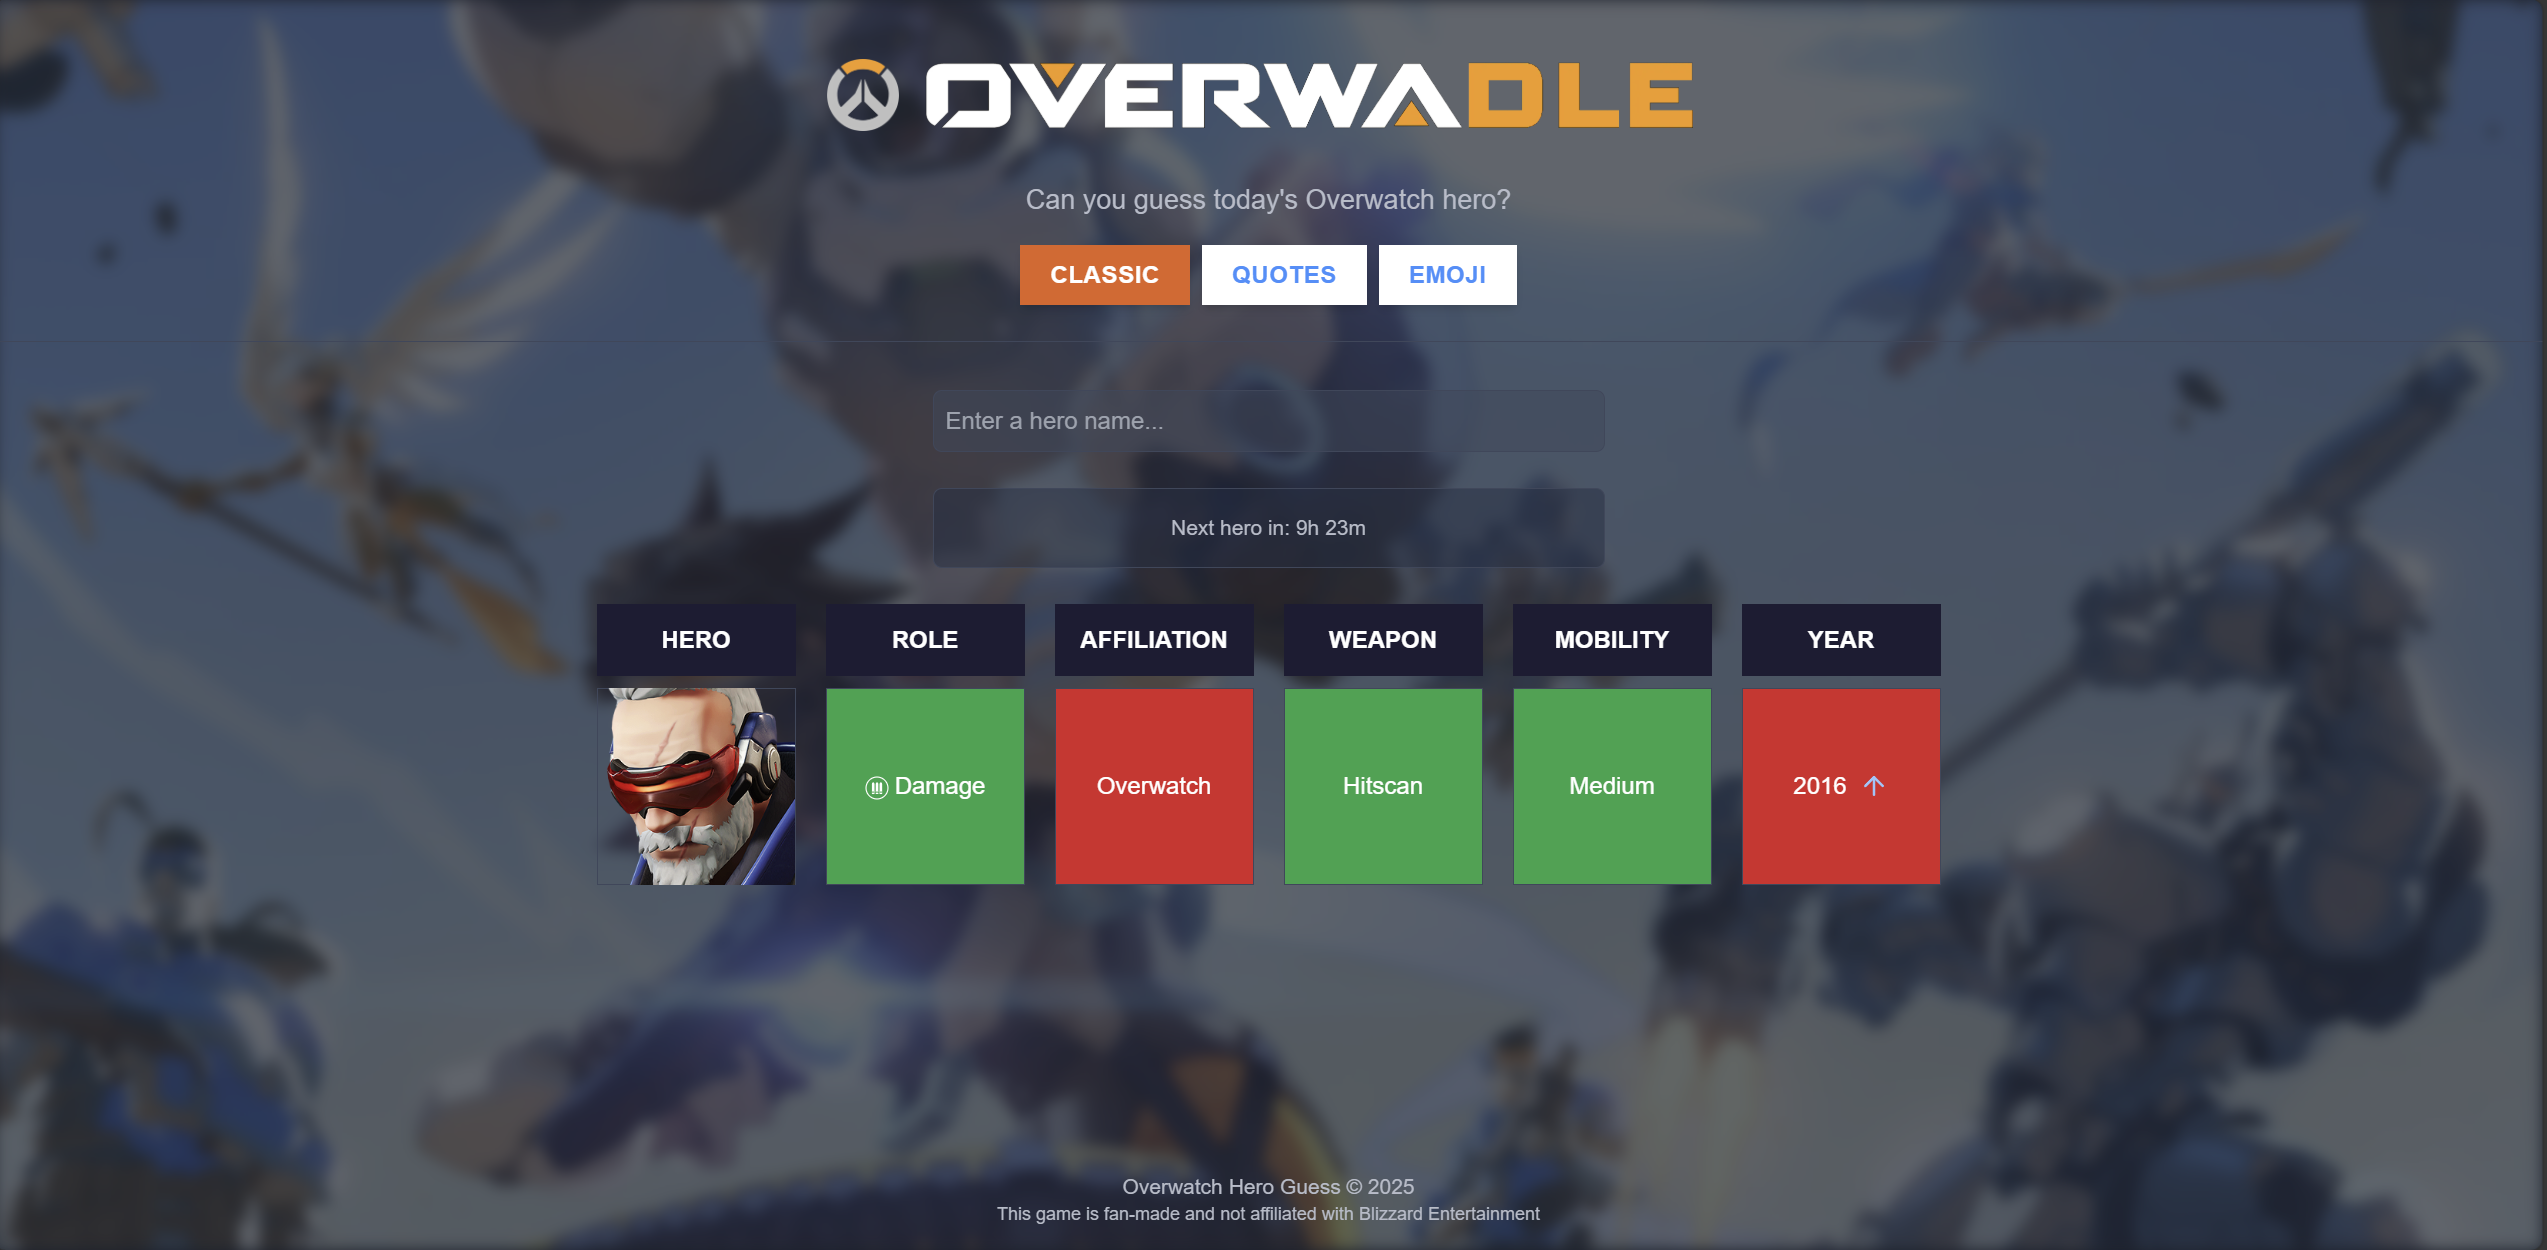 OVERWADLE
Can you guess today's Overwatch hero?
CLASSIC QUOTES EMOJI
Enter a hero name...
Next hero in: 9h 23m
HERO ROLE AFFILIATION WEAPON MOBILITY YEAR
Damage Overwatch Hitscan Medium 2016 ↑
Overwatch Hero Guess © 2025
This game is fan-made and not affiliated with Blizzard Entertainment